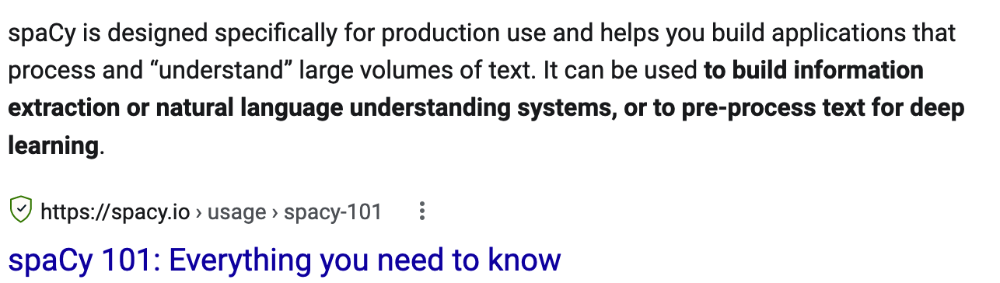 spaCy is designed specifically for production use and helps you build applications that
process and “understand” large volumes of text. It can be used to build information
extraction or natural language understanding systems, or to pre-process text for deep
learning.
https://spacy.io › usage › spacy-101
spaCy 101: Everything you need to know